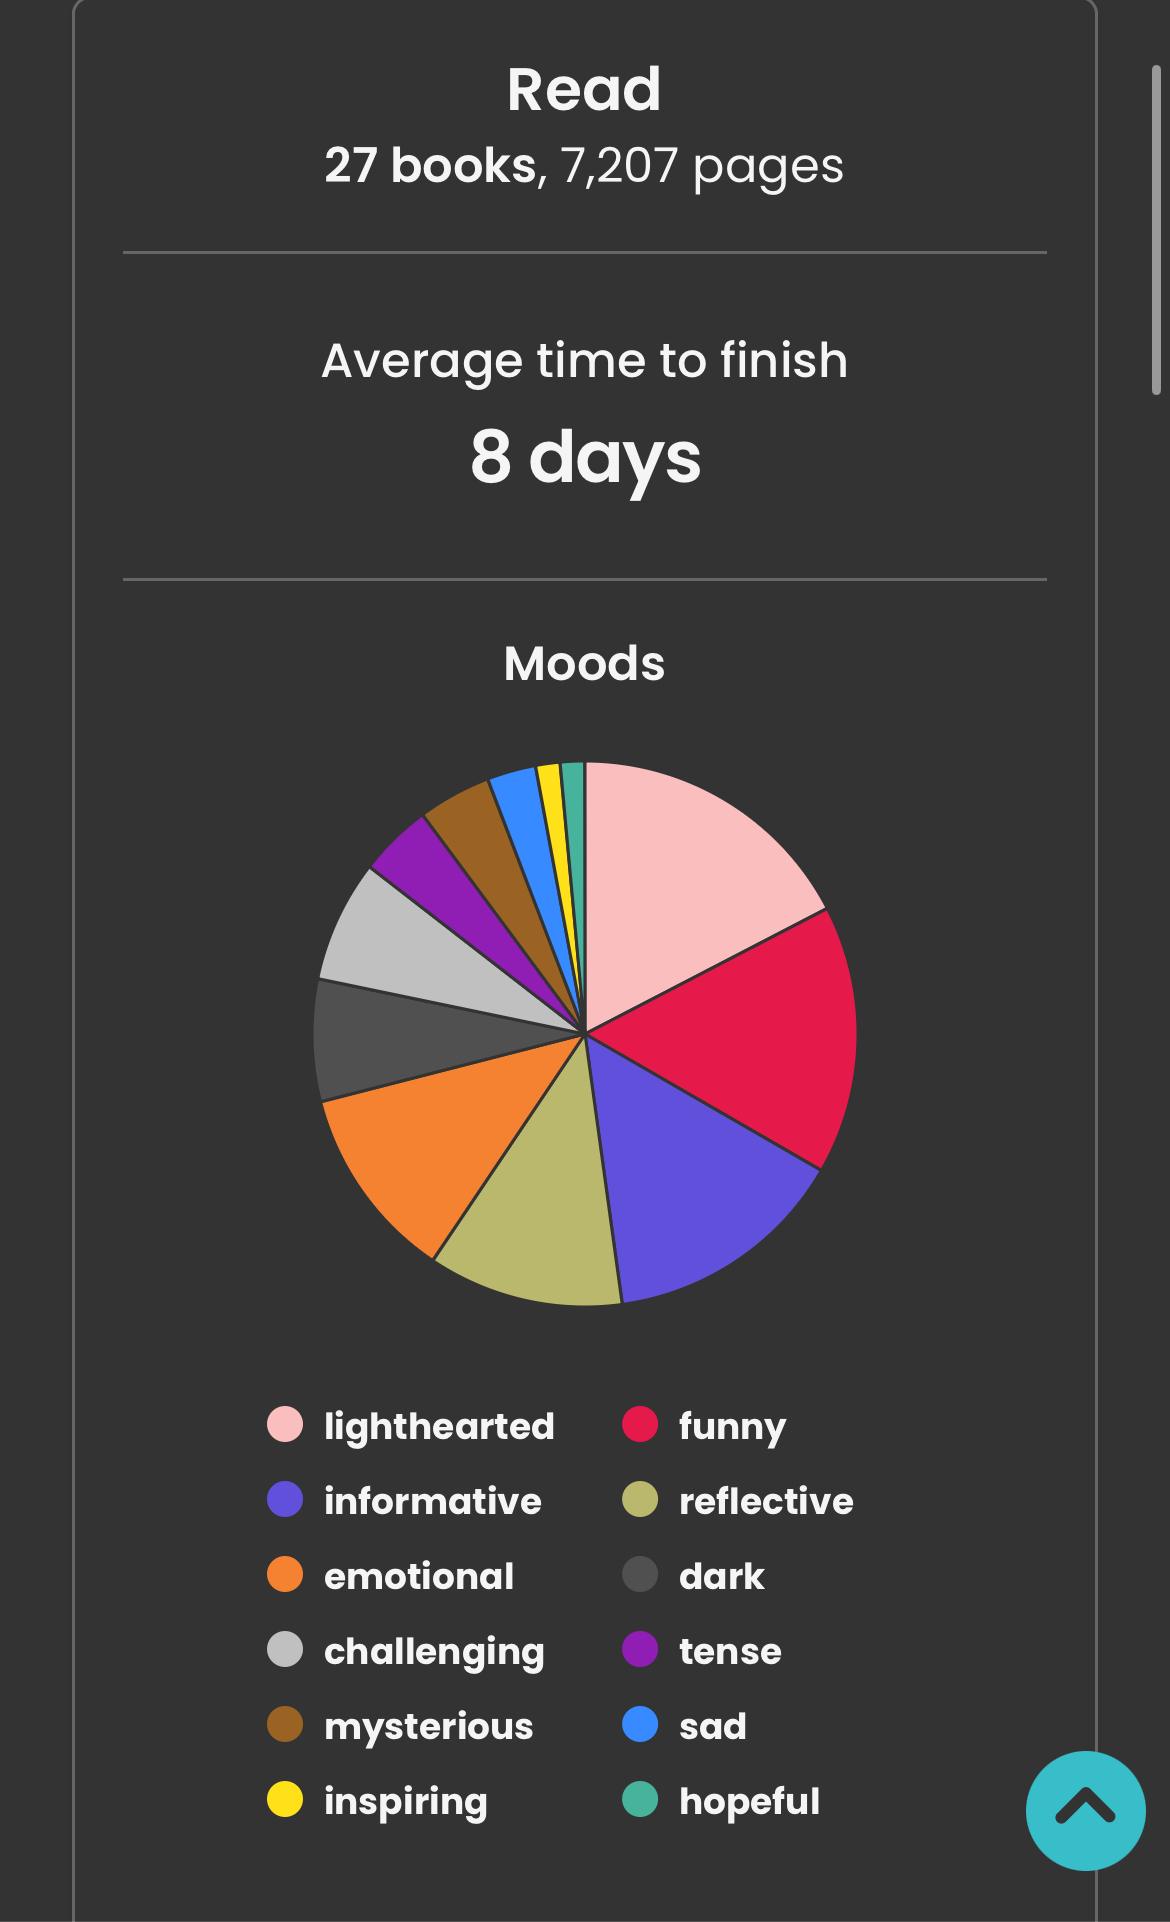 Read
27 books, 7,207 pages
Average time to finish
8 days
Moods
lighthearted
funny
informative
reflective
emotional
dark
challenging
tense
mysterious
sad
inspiring
hopeful